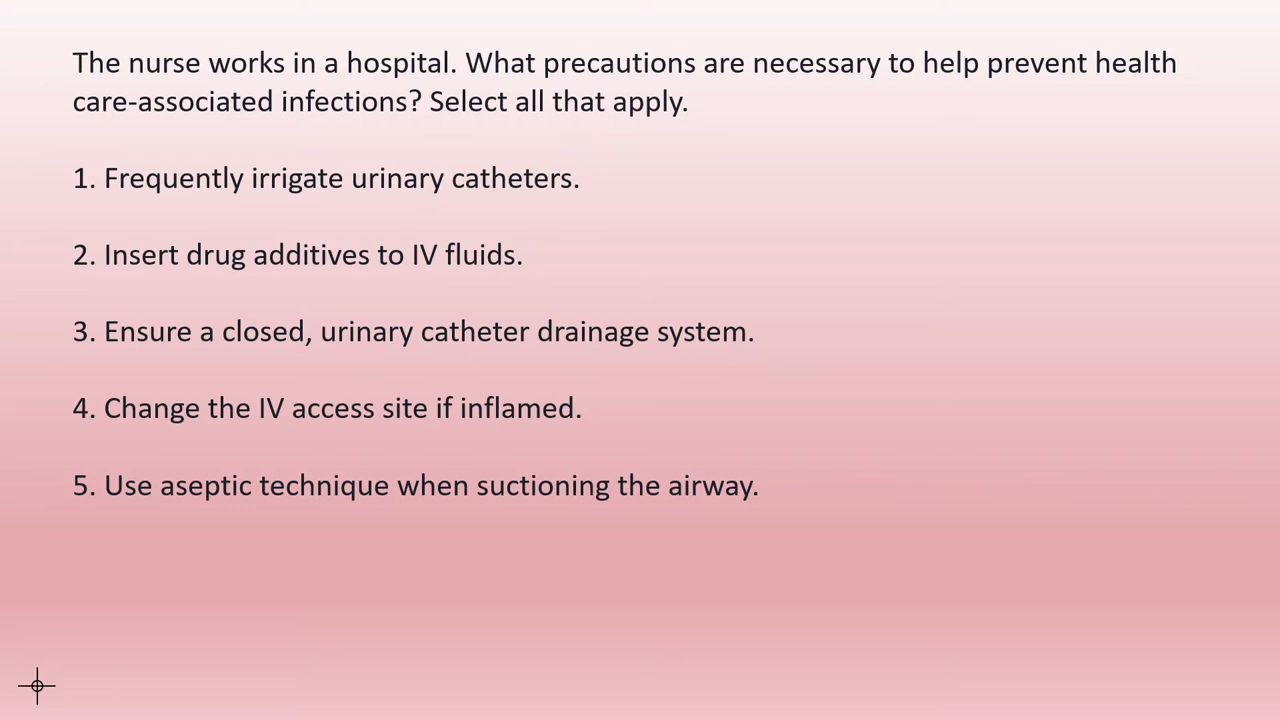 The nurse works in a hospital. What precautions are necessary to help prevent health
care-associated infections? Select all that apply.
1. Frequently irrigate urinary catheters.
2. Insert drug additives to IV fluids.
3. Ensure a closed, urinary catheter drainage system.
4. Change the IV access site if inflamed.
5. Use aseptic technique when suctioning the airway.